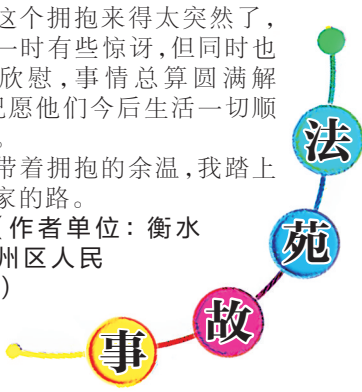 这个拥抱来得太突然了,
一时有些惊讶,但同时也
欣慰,事情总算圆满解
愿他们今后生活一切顺
。
带着拥抱的余温,我踏上
家的路。
(作者单位:衡水
州区人民
)
法
苑
故
事